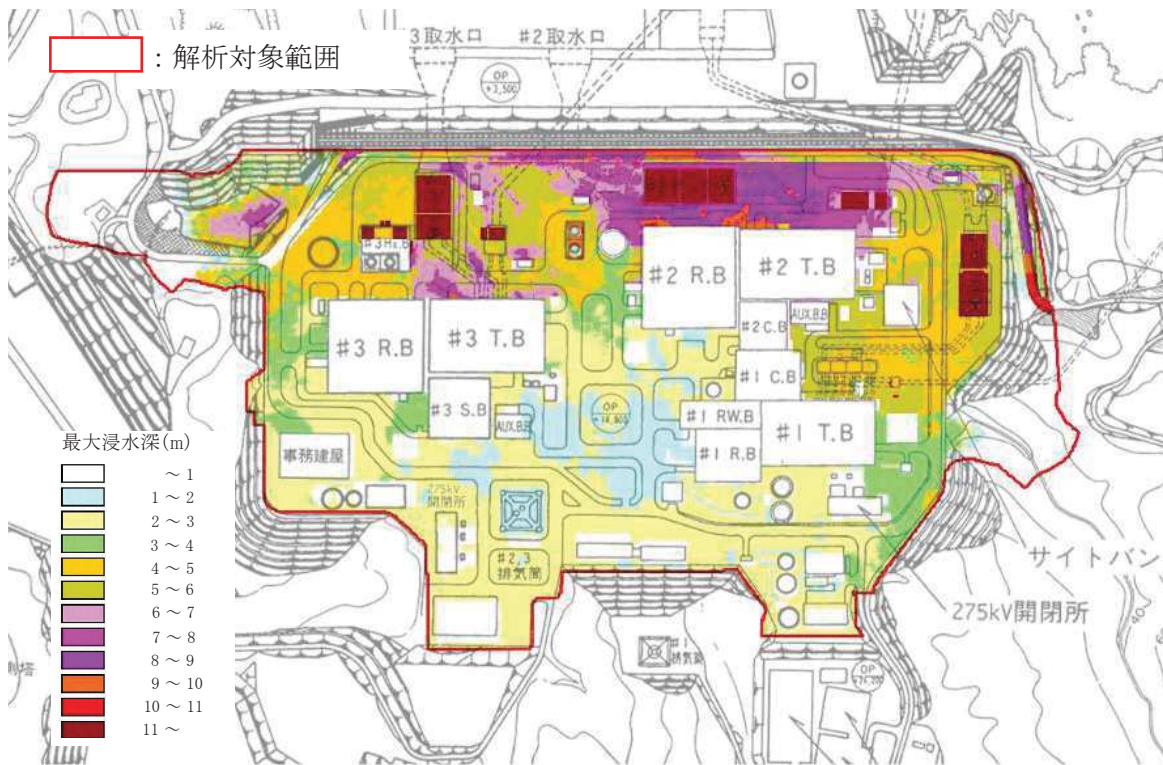 ：解析対象範囲
3取水口
#2取水口
OP
+3,500
#3Hx.B
#2 R.B
#2 T.B
AUX.B.B
#2C.B
#3 R.B
#3 T.B
#1 C.B
#3 S.B
AUX.B.B
OP
+14,800
#1 RW.B
#1 T.B
#1 R.B
事務建屋
275kV
開閉所
#2,3
排気筒
サイトバン
275kV開閉所
#1
排気筒
OP
最大浸水深(m)
～ 1
1 ～ 2
2 ～ 3
3 ～ 4
4 ～ 5
5 ～ 6
6 ～ 7
7 ～ 8
8 ～ 9
9 ～ 10
10 ～ 11
11 ～
40